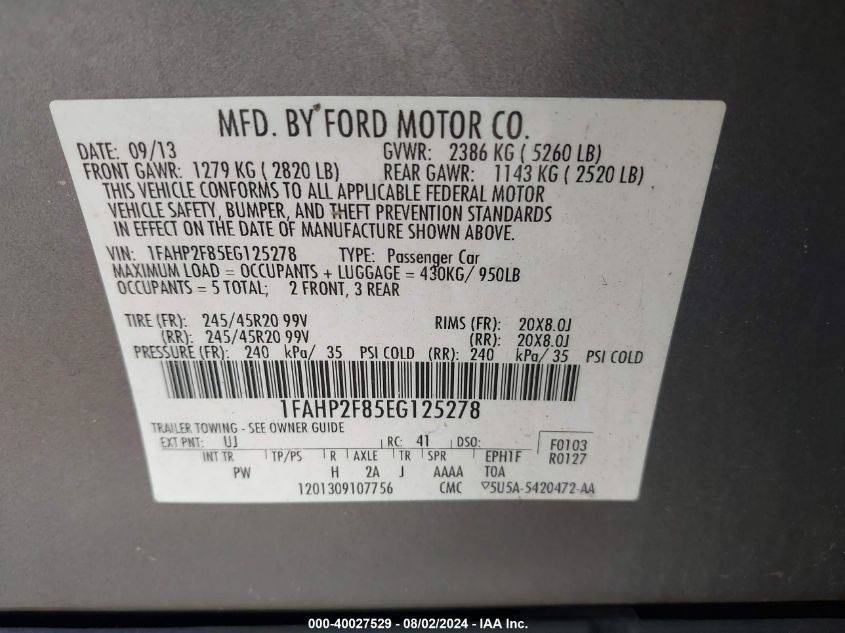 MFD. BY FORD MOTOR CO.
DATE: 09/13 GVWR: 2386 KG ( 5260 LB)
FRONT GAWR: 1279 KG ( 2820 LB) REAR GAWR: 1143 KG ( 2520 LB)
THIS VEHICLE CONFORMS TO ALL APPLICABLE FEDERAL MOTOR
VEHICLE SAFETY, BUMPER, AND THEFT PREVENTION STANDARDS
IN EFFECT ON THE DATE OF MANUFACTURE SHOWN ABOVE.
VIN: 1FAHP2F85EG125278 TYPE: Passenger Car
MAXIMUM LOAD = OCCUPANTS + LUGGAGE = 430KG/ 950LB
OCCUPANTS = 5 TOTAL; 2 FRONT, 3 REAR
TIRE (FR): 245/45R20 99V RIMS (FR): 20X8.0J
(RR): 245/45R20 99V (RR): 20X8.0J
PRESSURE (FR): 240 kPa/ 35 PSI COLD (RR): 240 kPa/ 35 PSI COLD
1FAHP2F85EG125278
TRAILER TOWING - SEE OWNER GUIDE
EXT PNT: UJ RC: 41 DSO: F0103
INT TR TP/PS R AXLE TR SPR EPH1F R0127
PW H 2A J AAAA T0A
1201309107756 CMC ▽5U5A-5420472-AA
000-40027529 - 08/02/2024 - IAA Inc.